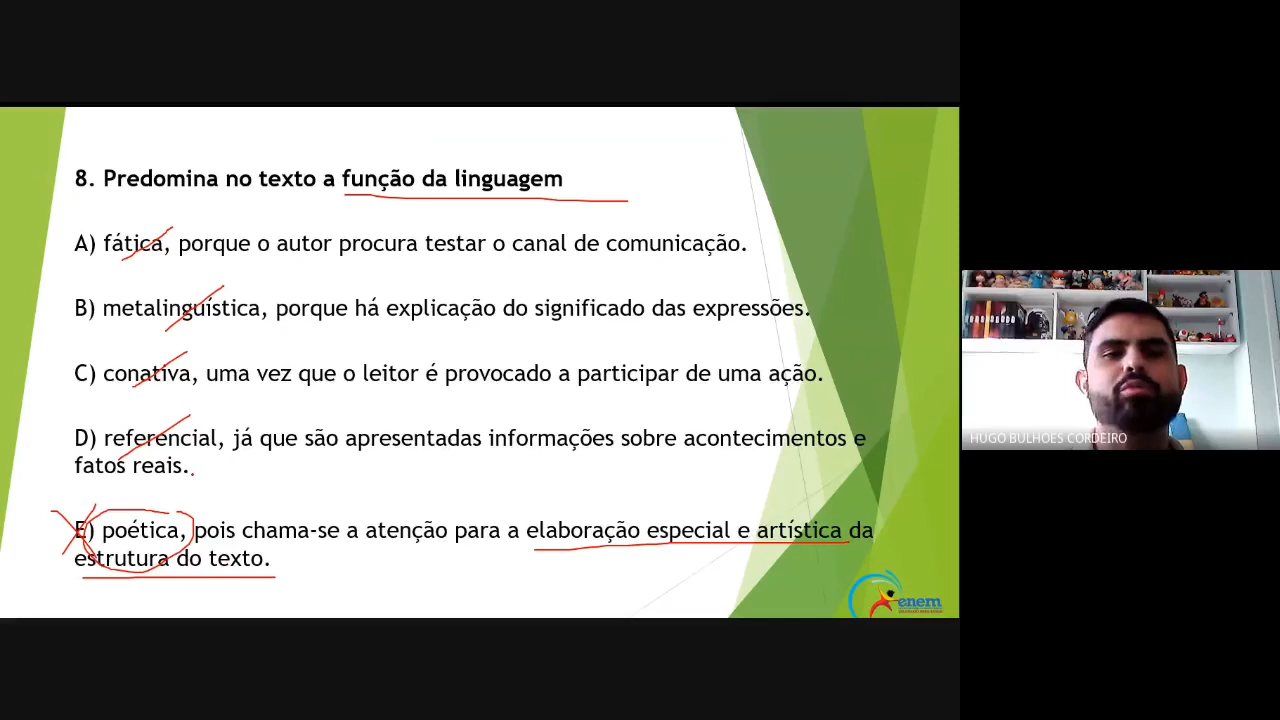 8. Predomina no texto a função da linguagem
A) fática, porque o autor procura testar o canal de comunicação.
B) metalinguística, porque há explicação do significado das expressões.
C) conativa, uma vez que o leitor é provocado a participar de uma ação.
D) referencial, já que são apresentadas informações sobre acontecimentos e
fatos reais.
E) poética, pois chama-se a atenção para a elaboração especial e artística da
estrutura do texto.
enem
HUGO BULHÕES CORDEIRO